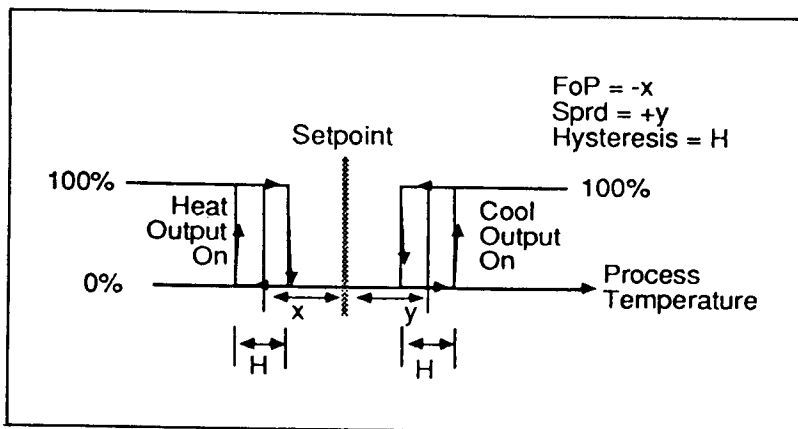 FoP = -x
Sprd = +y
Hysteresis = H
Setpoint
100%
100%
Heat
Output
On
Cool
Output
On
0%
Process
Temperature
x
y
H
H